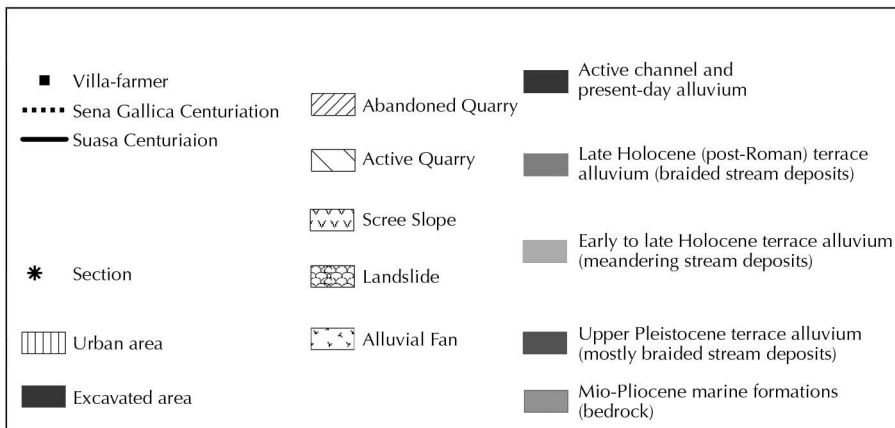 Villa-farmer
Sena Gallica Centuriation
Suasa Centuriaion
Section
Urban area
Excavated area
Abandoned Quarry
Active Quarry
Scree Slope
Landslide
Alluvial Fan
Active channel and
present-day alluvium
Late Holocene (post-Roman) terrace
alluvium (braided stream deposits)
Early to late Holocene terrace alluvium
(meandering stream deposits)
Upper Pleistocene terrace alluvium
(mostly braided stream deposits)
Mio-Pliocene marine formations
(bedrock)